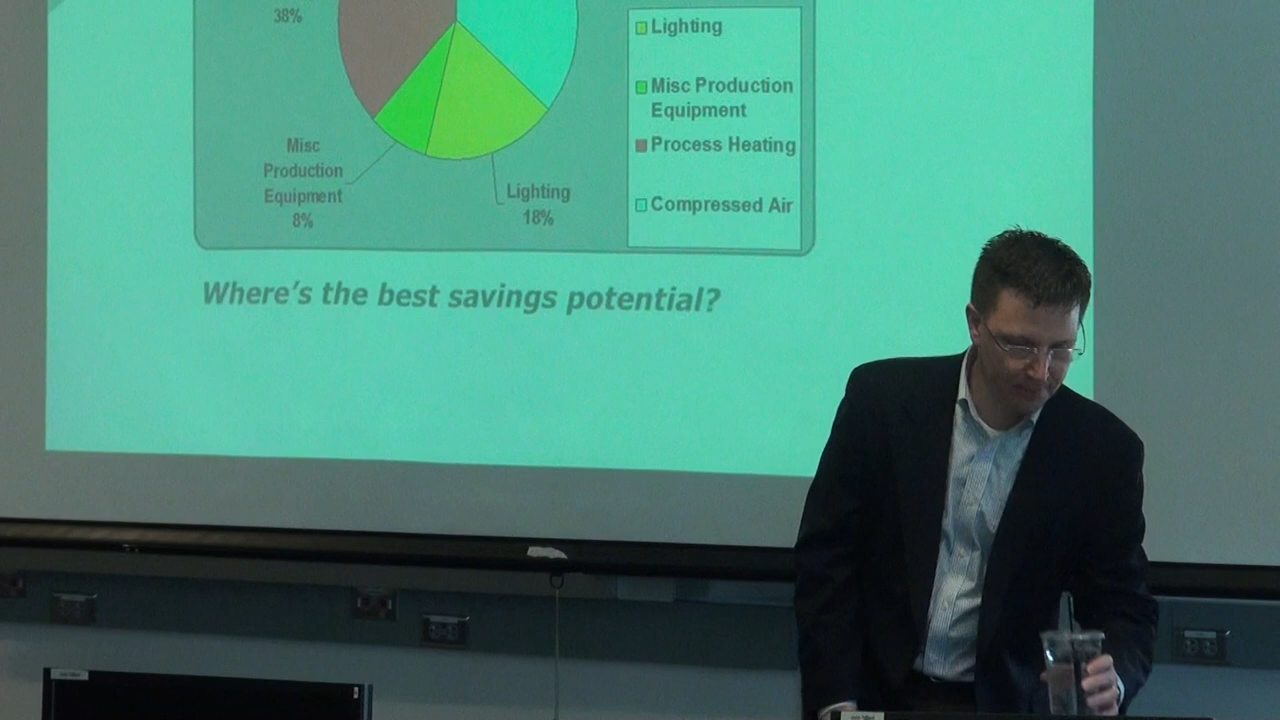 38%
Lighting
Misc Production
Equipment
Process Heating
Compressed Air
Misc
Production
Equipment
8%
Lighting
18%
Where's the best savings potential?